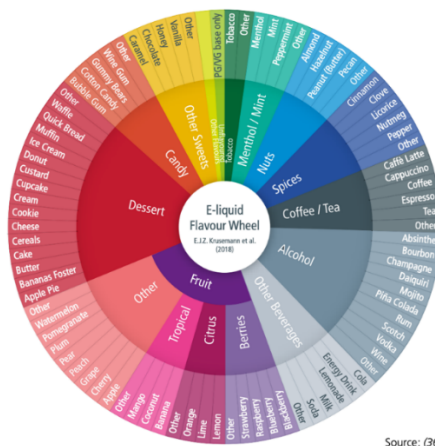 E-liquid
Flavour Wheel
E.J.Z. Krusemann et al.
(2018)
Tobacco
Tobacco
Other
Menthol / Mint
Menthol
Mint
Peppermint
Other
Nuts
Almond
Hazelnut
Peanut (Butter)
Pecan
Other
Spices
Cinnamon
Clove
Licorice
Nutmeg
Pepper
Other
Coffee / Tea
Caffè Latte
Cappuccino
Coffee
Espresso
Tea
Other
Alcohol
Absinthe
Bourbon
Champagne
Daiquiri
Mojito
Piña Colada
Rum
Scotch
Vodka
Wine
Other
Other Beverages
Cola
Energy Drink
Lemonade
Milk
Soda
Other
Fruit
Berries
Blackberry
Blueberry
Raspberry
Strawberry
Other
Citrus
Lemon
Lime
Orange
Other
Tropical
Banana
Coconut
Mango
Other
Other
Apple
Cherry
Grape
Peach
Pear
Plum
Pomegranate
Watermelon
Other
Dessert
Apple Pie
Bananas Foster
Butter
Cake
Cereals
Cheese
Cookie
Cream
Cupcake
Custard
Donut
Ice Cream
Muffin
Quick Bread
Waffle
Other
Candy
Bubble Gum
Cotton Candy
Gummy Bears
Wine Gum
Other
Other Sweets
Caramel
Chocolate
Honey
Vanilla
Other
PG/VG base only
Source: (36